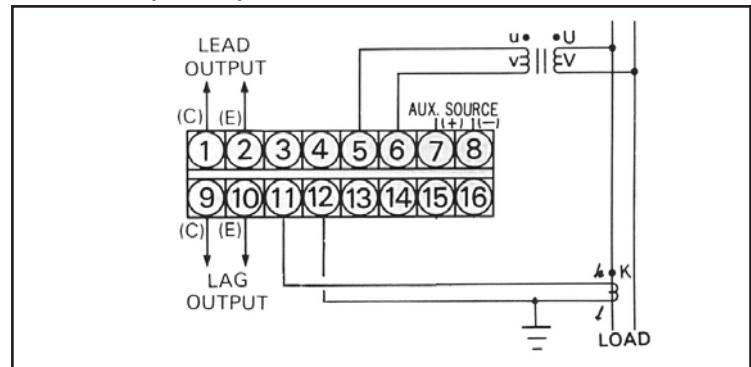 LEAD
OUTPUT
u • • U
v V
AUX. SOURCE
(C) (E) (+) (−)
1 2 3 4 5 6 7 8
9 10 11 12 13 14 15 16
(C) (E)
LAG
OUTPUT
k • K
l
LOAD